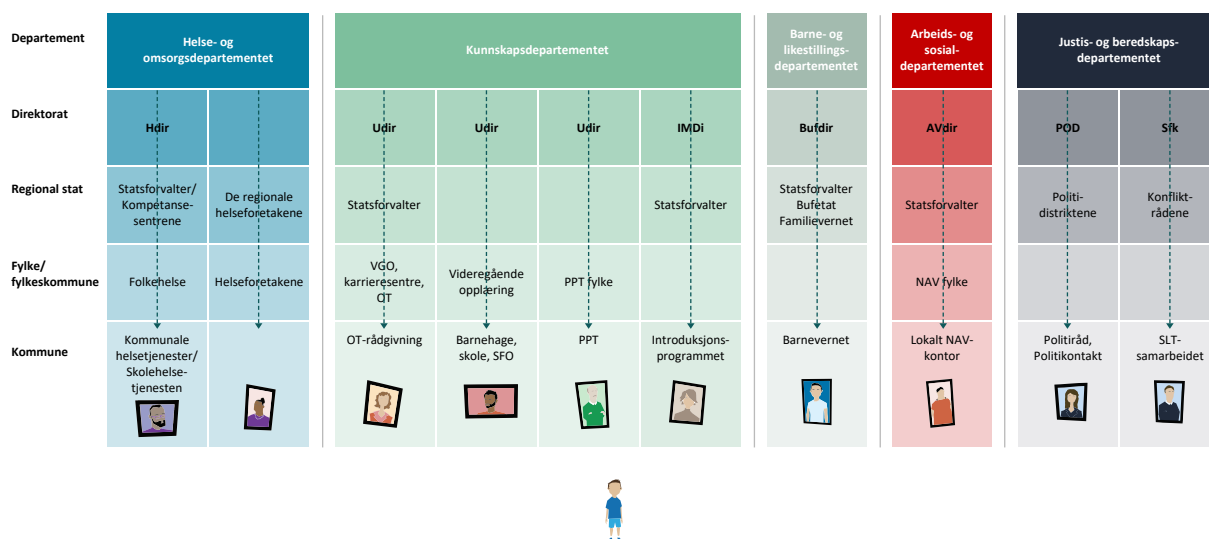 Departement
Helse- og
omsorgsdepartementet
Kunnskapsdepartementet
Barne- og
likestillings-
departementet
Arbeids- og
sosial-
departementet
Justis- og beredskaps-
departementet
Direktorat
Hdir
Udir
Udir
Udir
IMDi
Bufdir
AVdir
POD
Sfk
Regional stat
Statsforvalter/
Kompetanse-
sentrene
De regionale
helseforetakene
Statsforvalter
Statsforvalter
Statsforvalter
Bufetat
Familievernet
Statsforvalter
Politi-
distriktene
Konflikt-
rådene
Fylke/
fylkeskommune
Folkehelse
Helseforetakene
VGO,
karrieresentre,
OT
Videregående
opplæring
PPT fylke
NAV fylke
Kommune
Kommunale
helsetjenester/
Skolehelse-
tjenesten
OT-rådgivning
Barnehage,
skole, SFO
PPT
Introduksjons-
programmet
Barnevernet
Lokalt NAV-
kontor
Politiråd,
Politikontakt
SLT-
samarbeidet